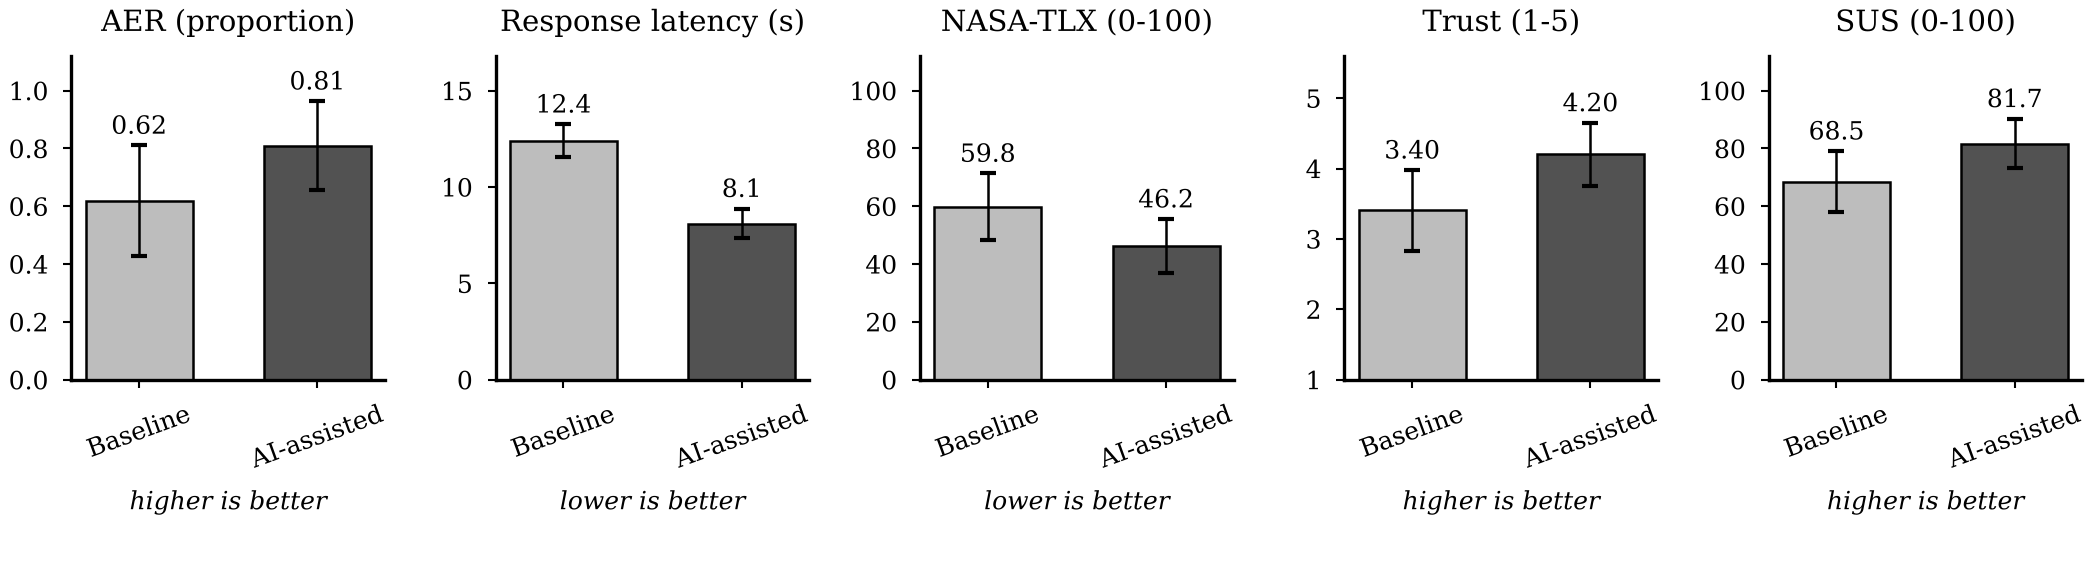 AER (proportion)
1.0
0.8
0.6
0.4
0.2
0.0
0.62
0.81
Baseline
AI-assisted
higher is better
Response latency (s)
15
10
5
0
12.4
8.1
Baseline
AI-assisted
lower is better
NASA-TLX (0-100)
100
80
60
40
20
0
59.8
46.2
Baseline
AI-assisted
lower is better
Trust (1-5)
5
4
3
2
1
3.40
4.20
Baseline
AI-assisted
higher is better
SUS (0-100)
100
80
60
40
20
0
68.5
81.7
Baseline
AI-assisted
higher is better